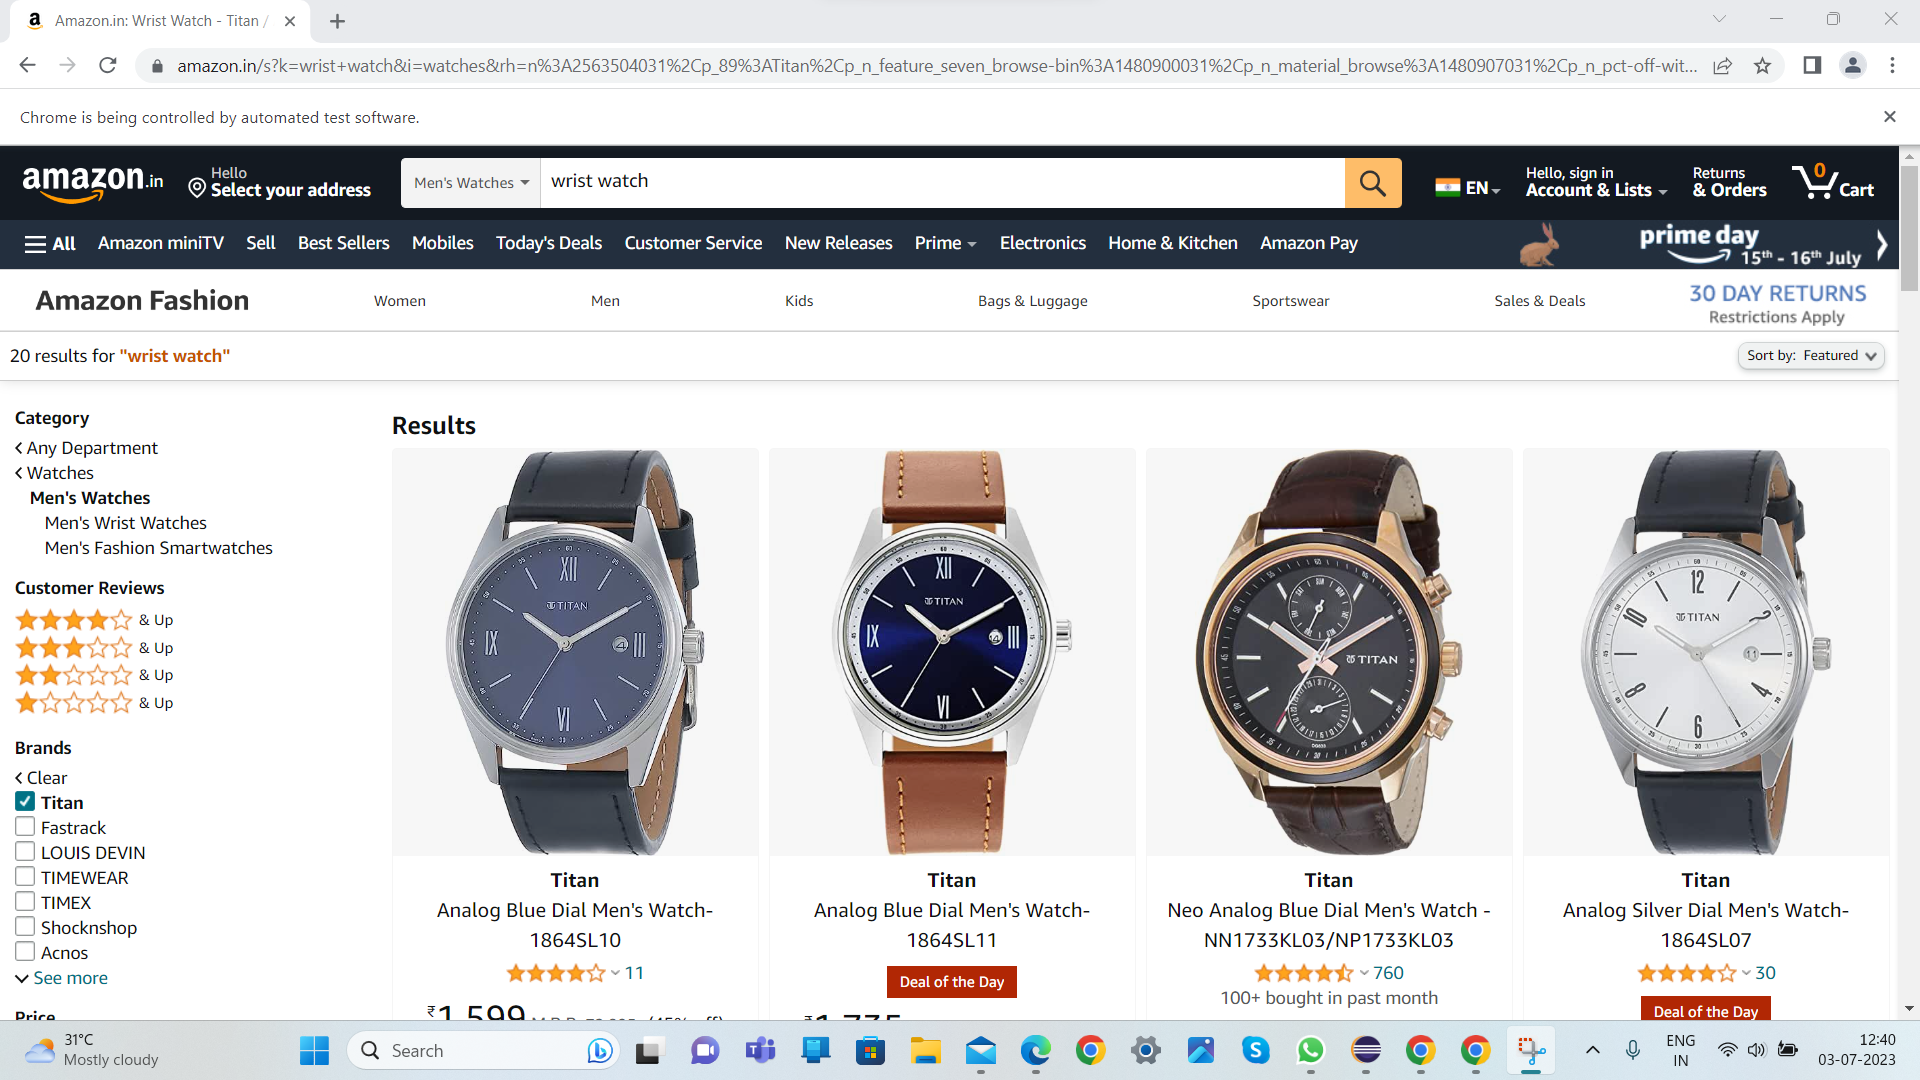 Amazon.in: Wrist Watch - Titan /
amazon.in/s?k=wrist+watch&i=watches&rh=n%3A2563504031%2Cp_89%3ATitan%2Cp_n_feature_seven_browse-bin%3A1480900031%2Cp_n_material_browse%3A1480907031%2Cp_n_pct-off-wit...
Chrome is being controlled by automated test software.
amazon.in
Hello
Select your address
Men's Watches
wrist watch
EN
Hello, sign in
Account & Lists
Returns
& Orders
0
Cart
All
Amazon miniTV
Sell
Best Sellers
Mobiles
Today's Deals
Customer Service
New Releases
Prime
Electronics
Home & Kitchen
Amazon Pay
prime day
15th - 16th July
Amazon Fashion
Women
Men
Kids
Bags & Luggage
Sportswear
Sales & Deals
30 DAY RETURNS
Restrictions Apply
20 results for "wrist watch"
Sort by: Featured
Category
Any Department
Watches
Men's Watches
Men's Wrist Watches
Men's Fashion Smartwatches
Customer Reviews
& Up
& Up
& Up
& Up
Brands
Clear
Titan
Fastrack
LOUIS DEVIN
TIMEWEAR
TIMEX
Shocknshop
Acnos
See more
Price
Results
TITAN
TITAN
TITAN
TITAN
Titan
Analog Blue Dial Men's Watch-
1864SL10
11
₹1,599
Titan
Analog Blue Dial Men's Watch-
1864SL11
Deal of the Day
Titan
Neo Analog Blue Dial Men's Watch -
NN1733KL03/NP1733KL03
760
100+ bought in past month
Titan
Analog Silver Dial Men's Watch-
1864SL07
30
Deal of the Day
31°C
Mostly cloudy
Search
ENG
IN
12:40
03-07-2023